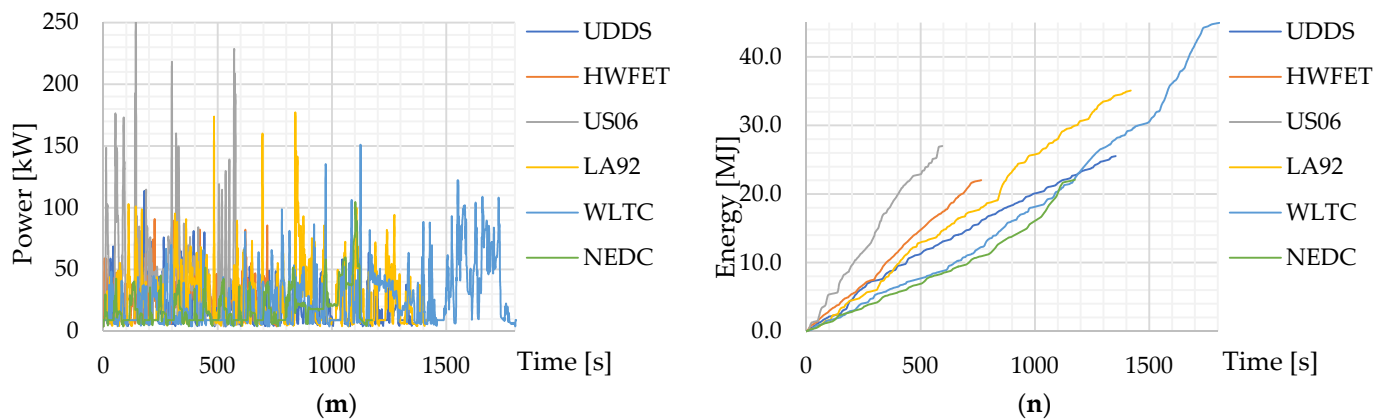 250
200
150
100
50
0
Power [kW]
0
500
1000
1500
Time [s]
UDDS
HWFET
US06
LA92
WLTC
NEDC
(m)
40.0
30.0
20.0
10.0
0.0
Energy [MJ]
0
500
1000
1500
Time [s]
UDDS
HWFET
US06
LA92
WLTC
NEDC
(n)